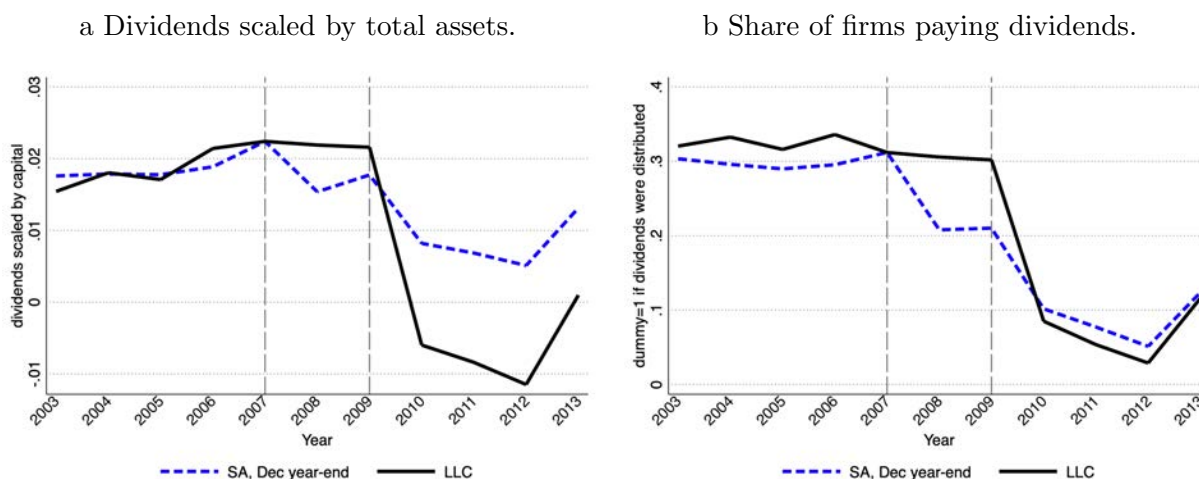 a Dividends scaled by total assets.
dividends scaled by capital
.03
.02
.01
0
-.01
2003 2004 2005 2006 2007 2008 2009 2010 2011 2012 2013
Year
SA, Dec year-end LLC
b Share of firms paying dividends.
dummy=1 if dividends were distributed
.4
.3
.2
.1
0
2003 2004 2005 2006 2007 2008 2009 2010 2011 2012 2013
Year
SA, Dec year-end LLC